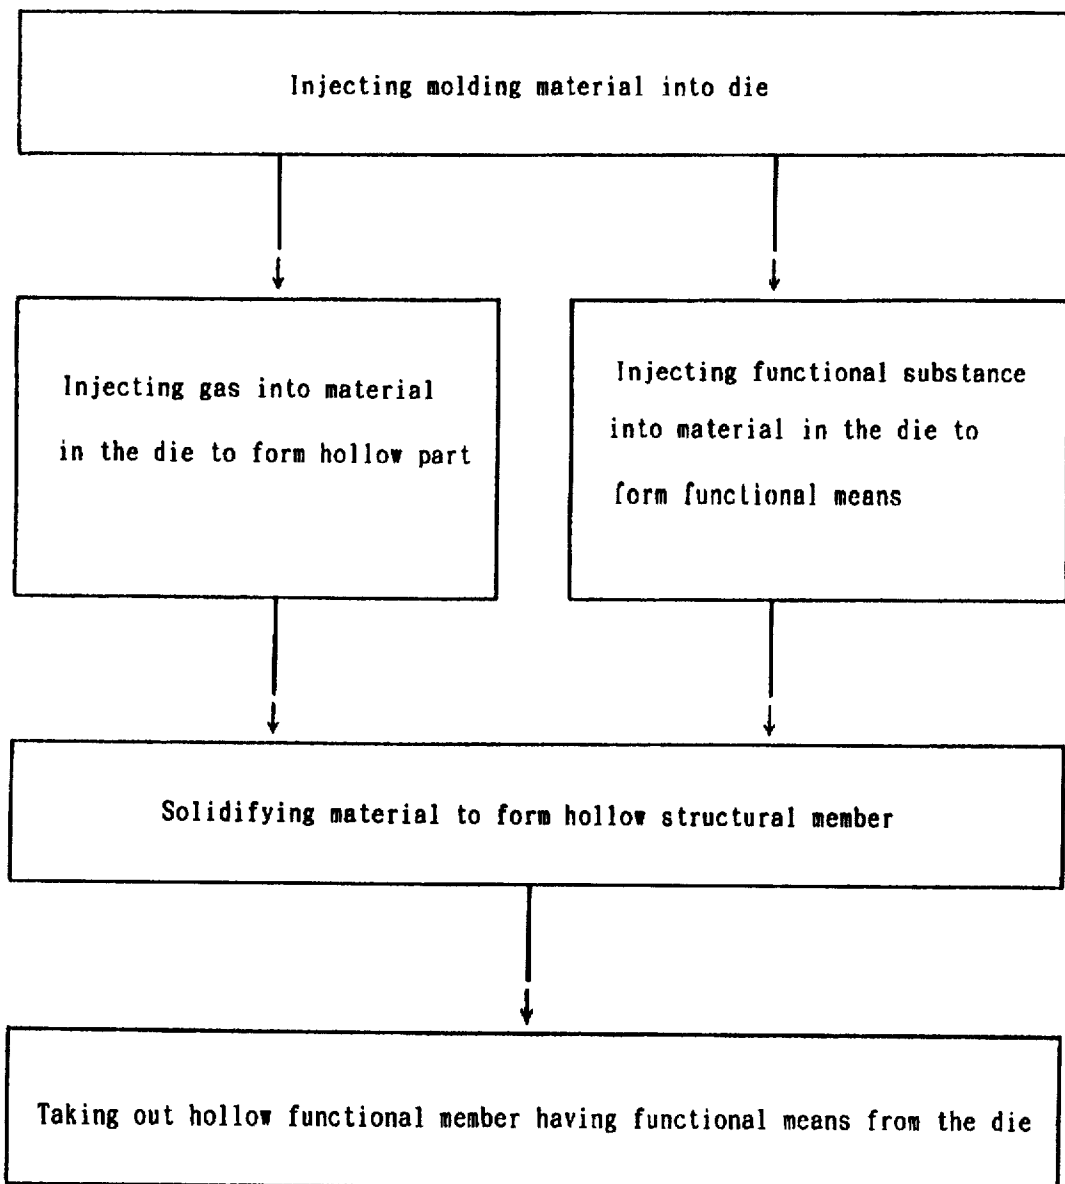 Injecting molding material into die
Injecting gas into material
in the die to form hollow part
Injecting functional substance
into material in the die to
form functional means
Solidifying material to form hollow structural member
Taking out hollow functional member having functional means from the die